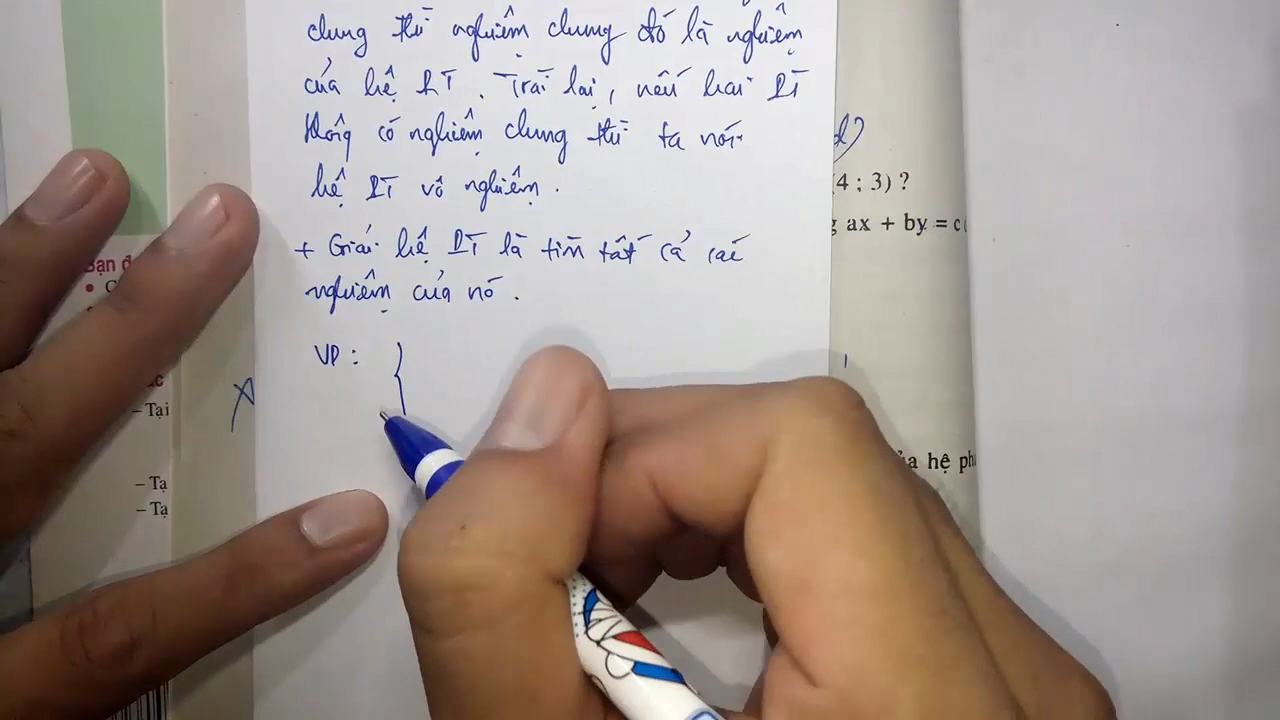 chung thì nghiệm chung đó là nghiệm
của hệ PT. Trái lại, nếu hai PT
không có nghiệm chung thì ta nói
hệ PT vô nghiệm.
+ Giải hệ PT là tìm tất cả các
nghiệm của nó.
VD: {
d)
(4 ; 3) ?
g ax + by = c
ủa hệ ph
Bạn đ
– Tại
– Tạ
– Tạ